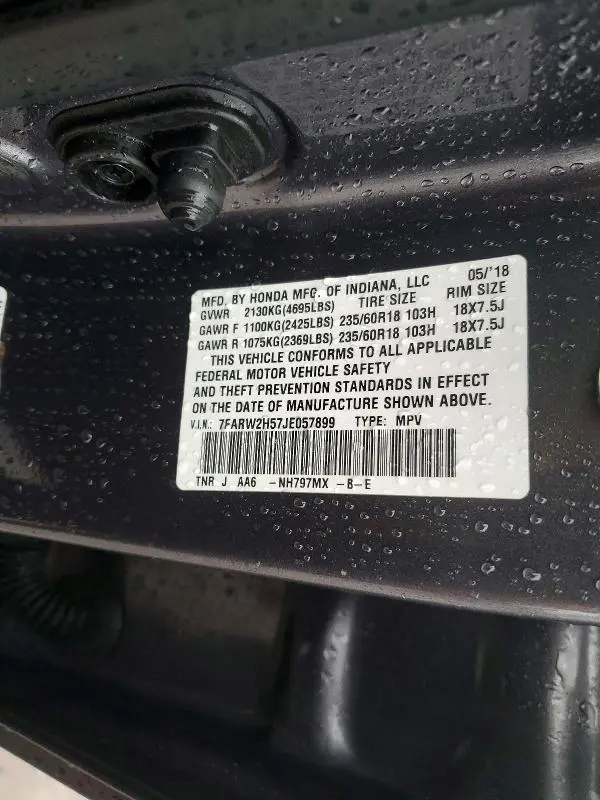 MFD. BY HONDA MFG. OF INDIANA, LLC 05/'18
GVWR 2130KG(4695LBS) TIRE SIZE RIM SIZE
GAWR F 1100KG(2425LBS) 235/60R18 103H 18X7.5J
GAWR R 1075KG(2369LBS) 235/60R18 103H 18X7.5J
THIS VEHICLE CONFORMS TO ALL APPLICABLE
FEDERAL MOTOR VEHICLE SAFETY
AND THEFT PREVENTION STANDARDS IN EFFECT
ON THE DATE OF MANUFACTURE SHOWN ABOVE.
V.I.N.: 7FARW2H57JE057899 TYPE: MPV
TNR J AA6 -NH797MX -B-E